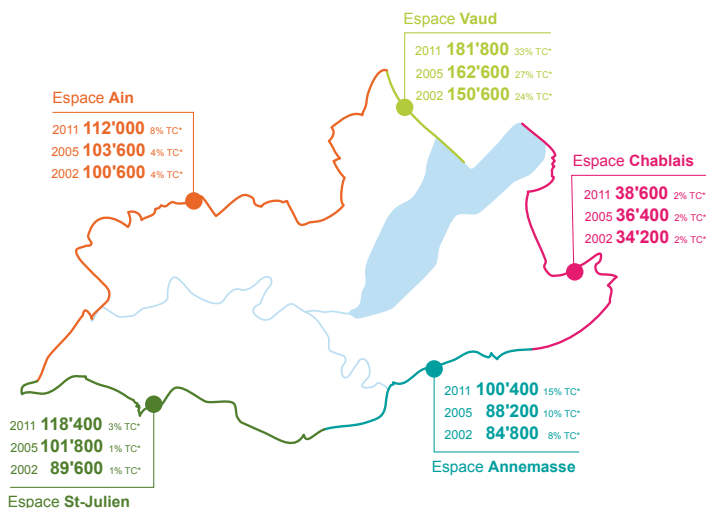 Espace Vaud
2011 181'800 33% TC*
2005 162'600 27% TC*
2002 150'600 24% TC*
Espace Ain
2011 112'000 8% TC*
2005 103'600 4% TC*
2002 100'600 4% TC*
Espace Chablais
2011 38'600 2% TC*
2005 36'400 2% TC*
2002 34'200 2% TC*
2011 100'400 15% TC*
2005 88'200 10% TC*
2002 84'800 8% TC*
Espace Annemasse
2011 118'400 3% TC*
2005 101'800 1% TC*
2002 89'600 1% TC*
Espace St-Julien